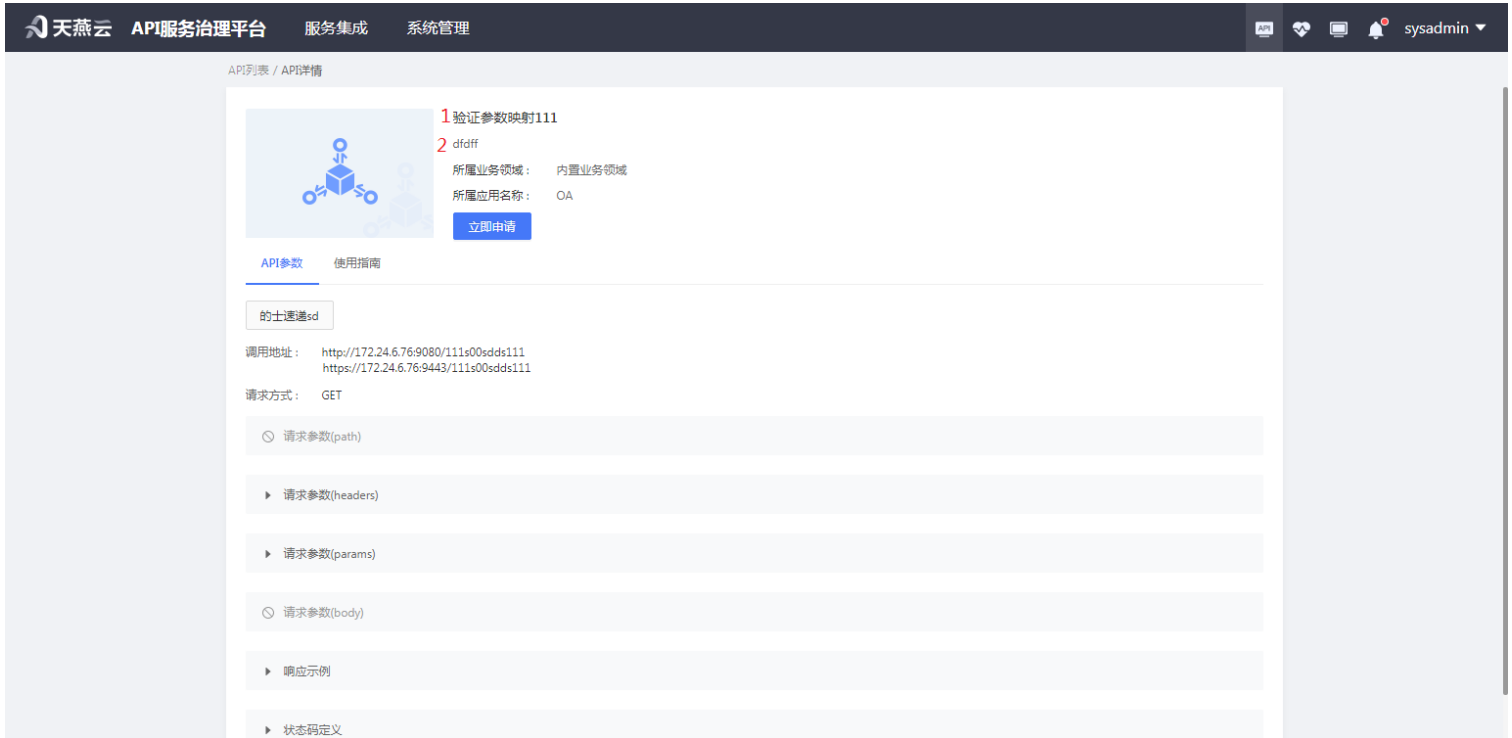 天燕云 API服务治理平台 服务集成 系统管理 API sysadmin
API列表 / API详情
1 验证参数映射111
2 dfdff
所属业务领域： 内置业务领域
所属应用名称： OA
立即申请
API参数 使用指南
的士速递sd
调用地址： http://172.24.6.76:9080/111s00sdds111
https://172.24.6.76:9443/111s00sdds111
请求方式： GET
请求参数(path)
请求参数(headers)
请求参数(params)
请求参数(body)
响应示例
状态码定义